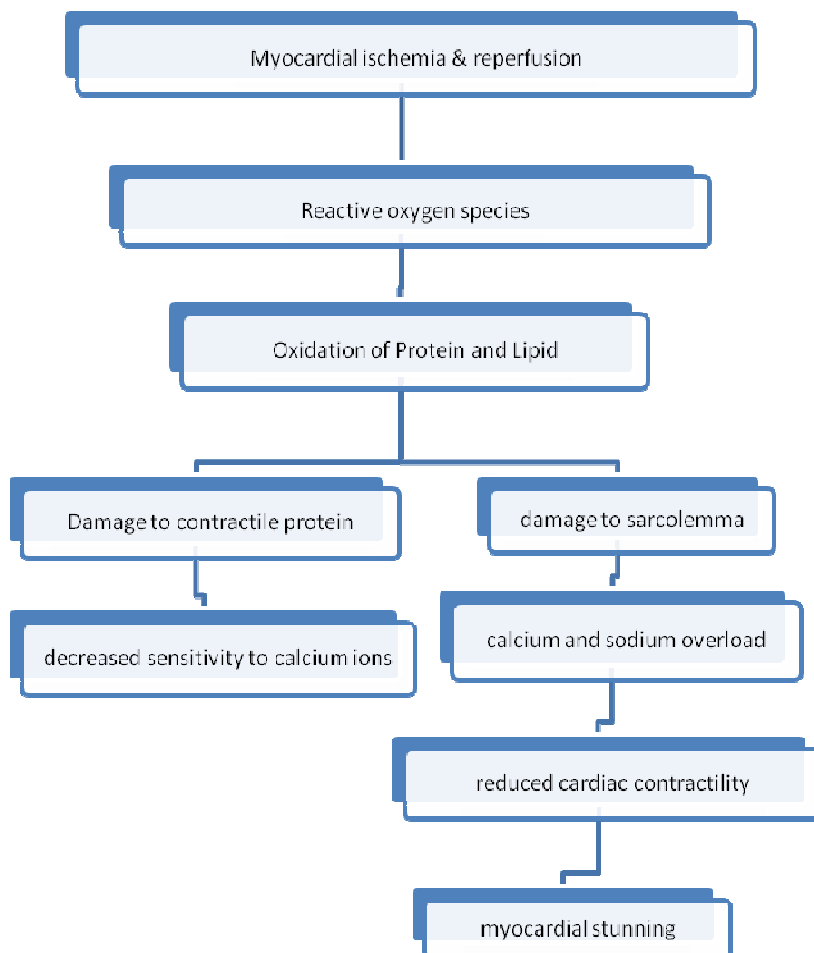 Myocardial ischemia & reperfusion
Reactive oxygen species
Oxidation of Protein and Lipid
Damage to contractile protein
damage to sarcolemma
decreased sensitivity to calcium ions
calcium and sodium overload
reduced cardiac contractility
myocardial stunning